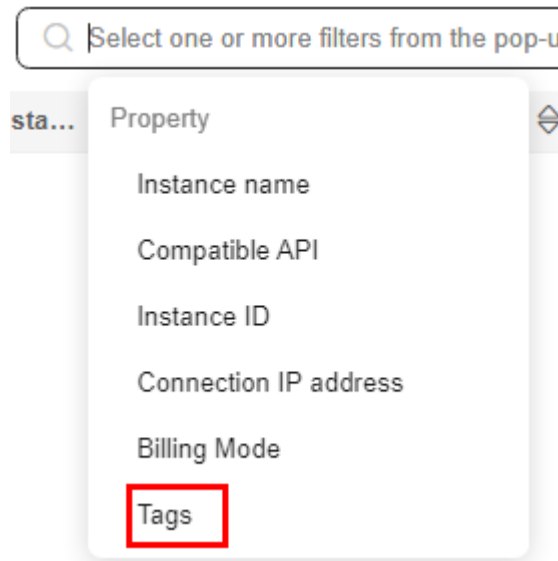 Select one or more filters from the pop-u
sta...
Property
Instance name
Compatible API
Instance ID
Connection IP address
Billing Mode
Tags